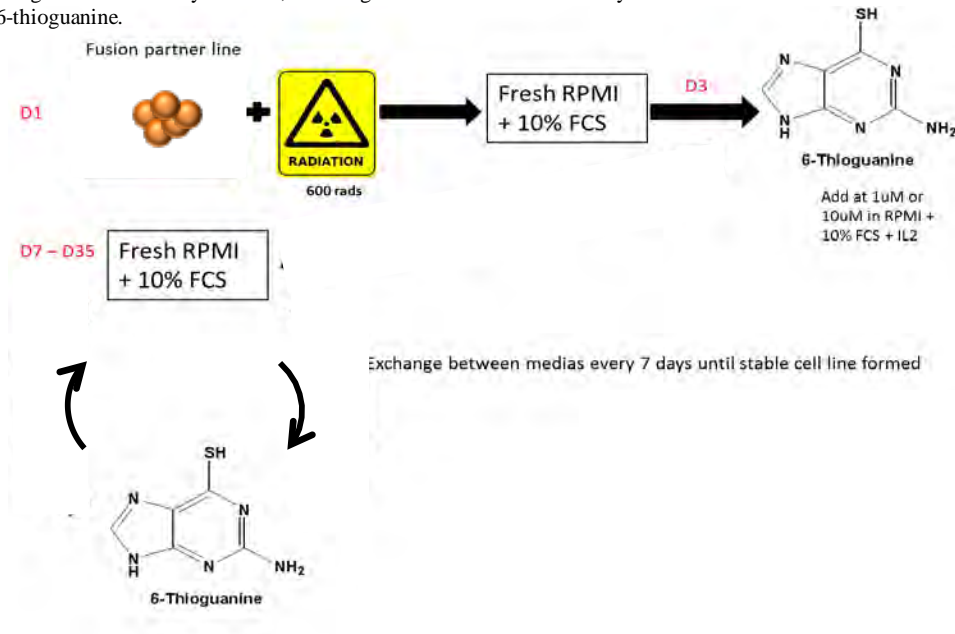 6-thioguanine.
Fusion partner line
D1
RADIATION
600 rads
Fresh RPMI
+ 10% FCS
D3
SH
N
N
N
H
N
NH2
6-Thioguanine
Add at 1uM or
10uM in RPMI +
10% FCS + IL2
D7 – D35
Fresh RPMI
+ 10% FCS
Exchange between medias every 7 days until stable cell line formed
SH
N
N
N
H
N
NH2
6-Thioguanine